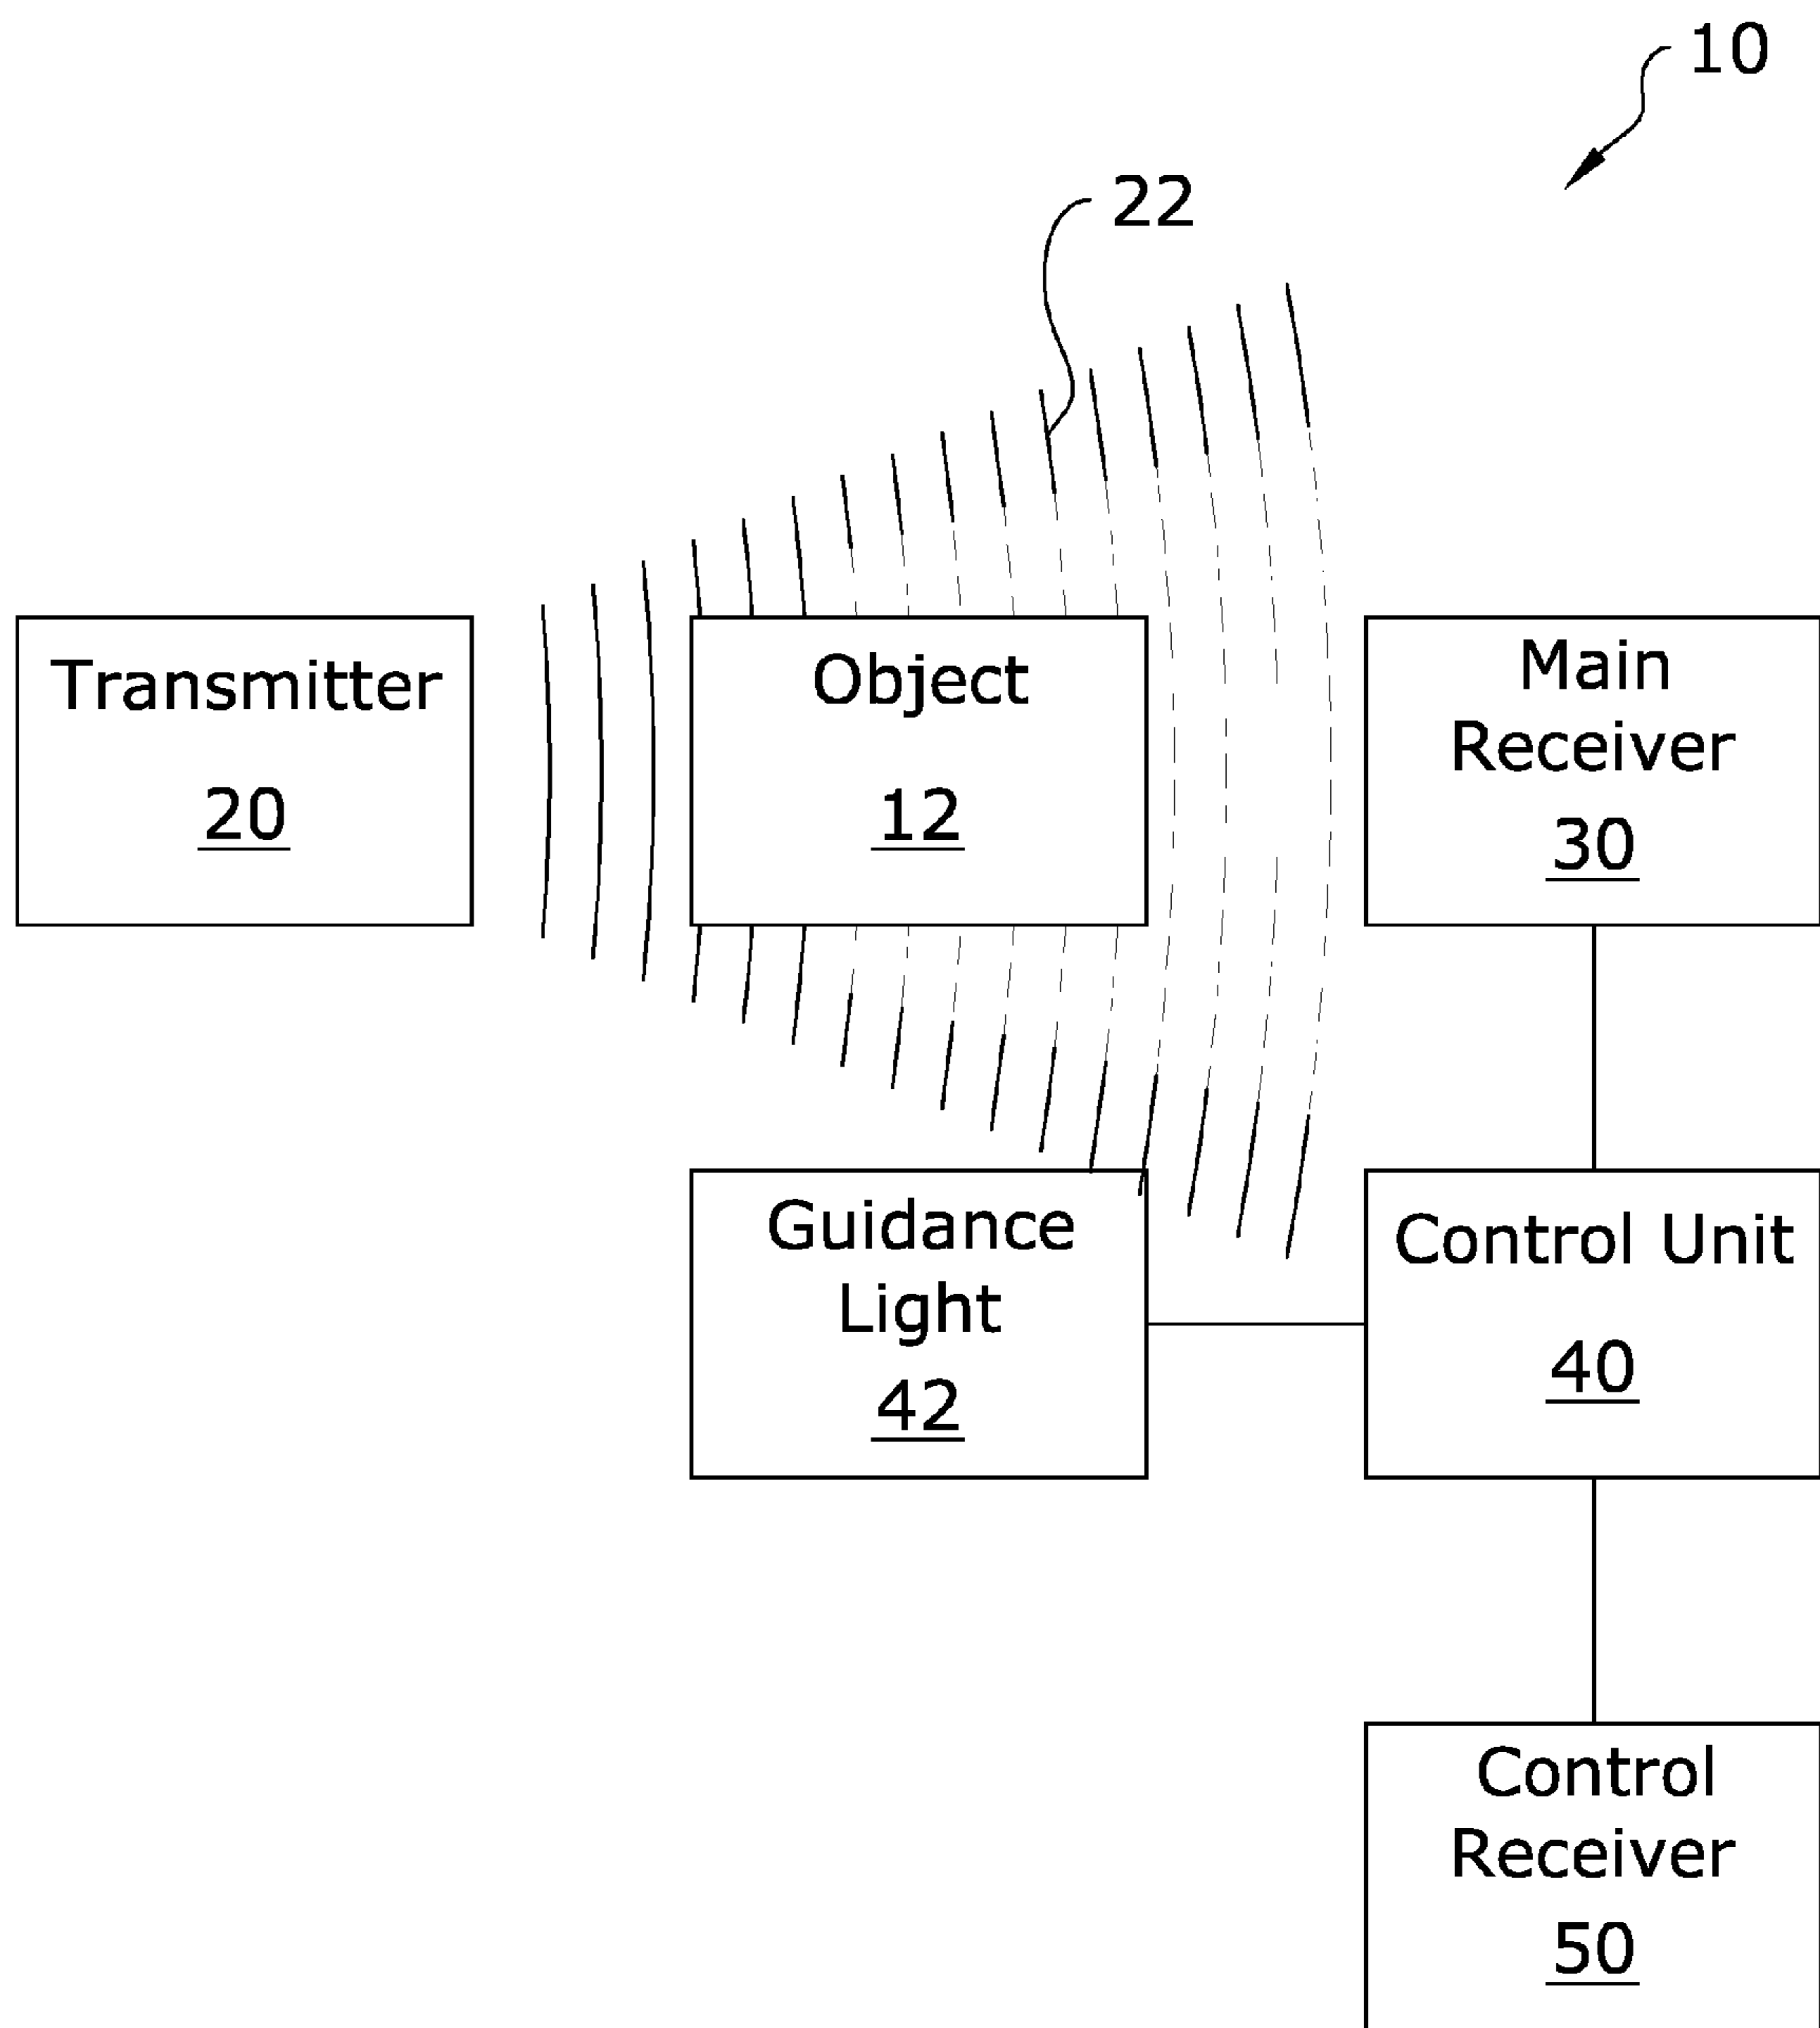 10
22
Transmitter
20
Object
12
Main
Receiver
30
Guidance
Light
42
Control Unit
40
Control
Receiver
50